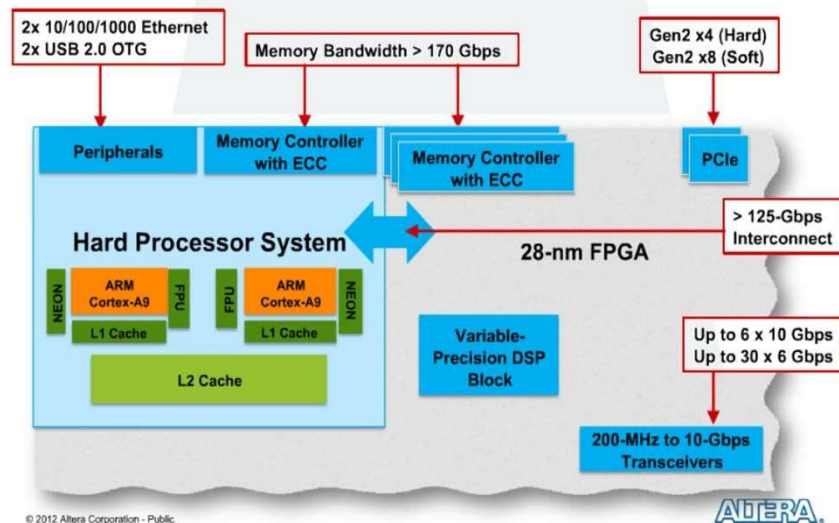 2x 10/100/1000 Ethernet
2x USB 2.0 OTG
Memory Bandwidth > 170 Gbps
Gen2 x4 (Hard)
Gen2 x8 (Soft)
Peripherals
Memory Controller
with ECC
Memory Controller
with ECC
PCIe
> 125-Gbps
Interconnect
Hard Processor System
28-nm FPGA
NEON
ARM
Cortex-A9
FPU
L1 Cache
FPU
ARM
Cortex-A9
NEON
L1 Cache
L2 Cache
Variable-
Precision DSP
Block
Up to 6 x 10 Gbps
Up to 30 x 6 Gbps
200-MHz to 10-Gbps
Transceivers
© 2012 Altera Corporation - Public
ALTERA.